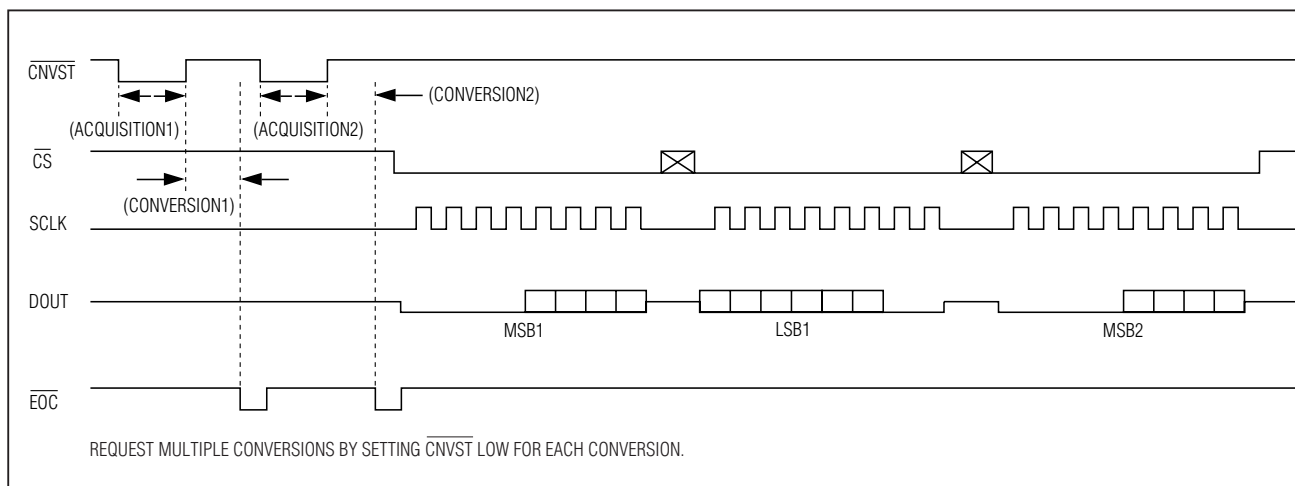 CNVST
(CONVERSION2)
(ACQUISITION1)
(ACQUISITION2)
CS
(CONVERSION1)
SCLK
DOUT
MSB1
LSB1
MSB2
EOC
REQUEST MULTIPLE CONVERSIONS BY SETTING CNVST LOW FOR EACH CONVERSION.